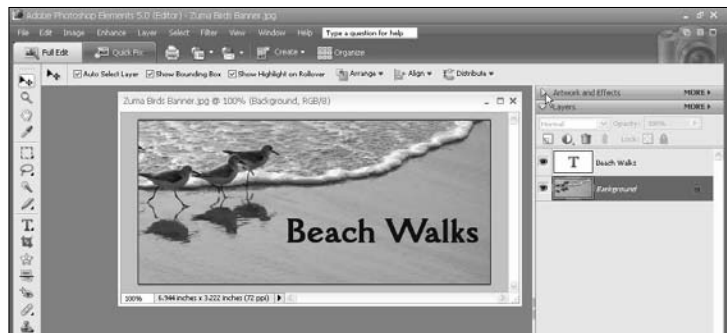 Adobe Photoshop Elements 5.0 (Editor) - Zuma Birds Banner.jpg
File Edit Image Enhance Layer Select Filter View Window Help Type a question for help
Full Edit Quick Fix Create Organize
Auto Select Layer Show Bounding Box Show Highlight on Rollover Arrange Align Distribute
Artwork and Effects MORE
Zuma Birds Banner.jpg @ 100% (Background, RGB/8)
Layers MORE
Normal Opacity: 100%
Lock:
T Beach Walks
Background
Beach Walks
100% 6.944 inches x 3.222 inches (72 ppi)